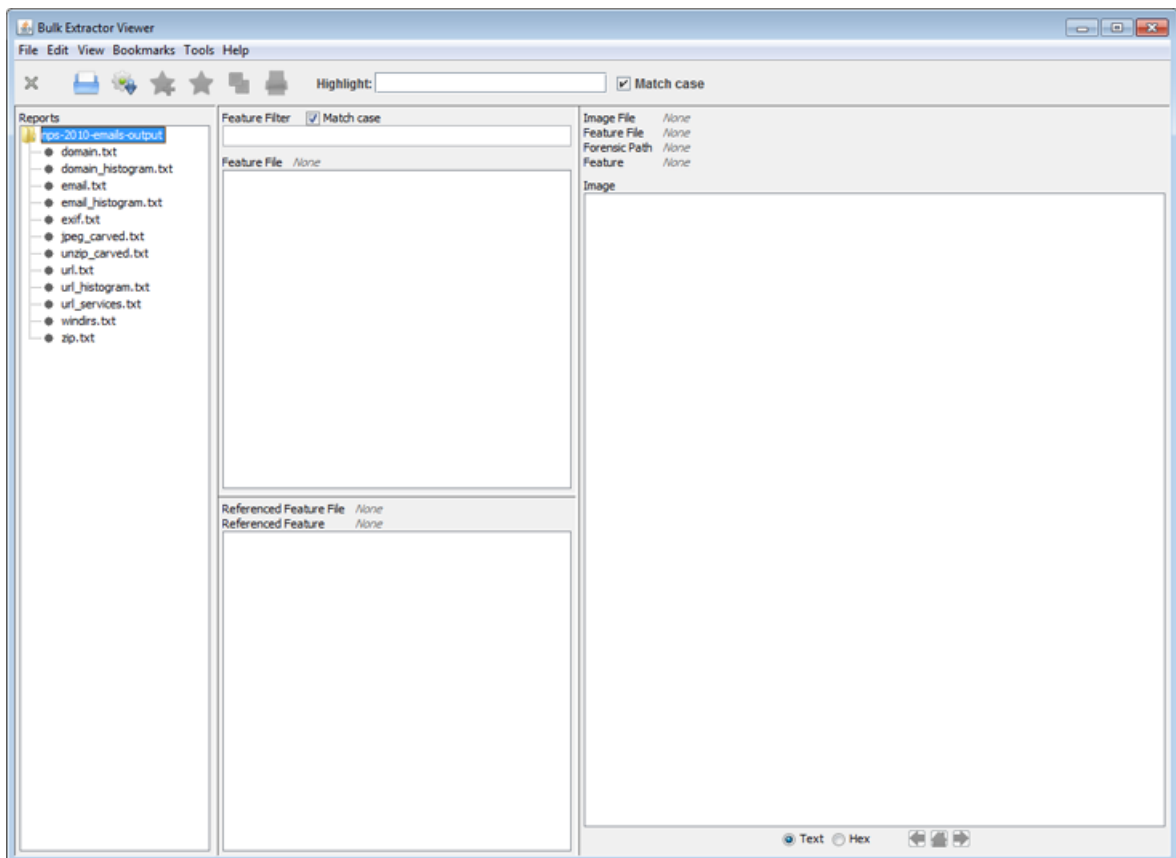 Bulk Extractor Viewer
File Edit View Bookmarks Tools Help
Highlight: Match case
Reports
nps-2010-emails-output
domain.txt
domain_histogram.txt
email.txt
email_histogram.txt
exif.txt
jpeg_carved.txt
unzip_carved.txt
url.txt
url_histogram.txt
url_services.txt
windirs.txt
zip.txt
Feature Filter Match case
Feature File None
Referenced Feature File None
Referenced Feature None
Image File None
Feature File None
Forensic Path None
Feature None
Image
Text Hex